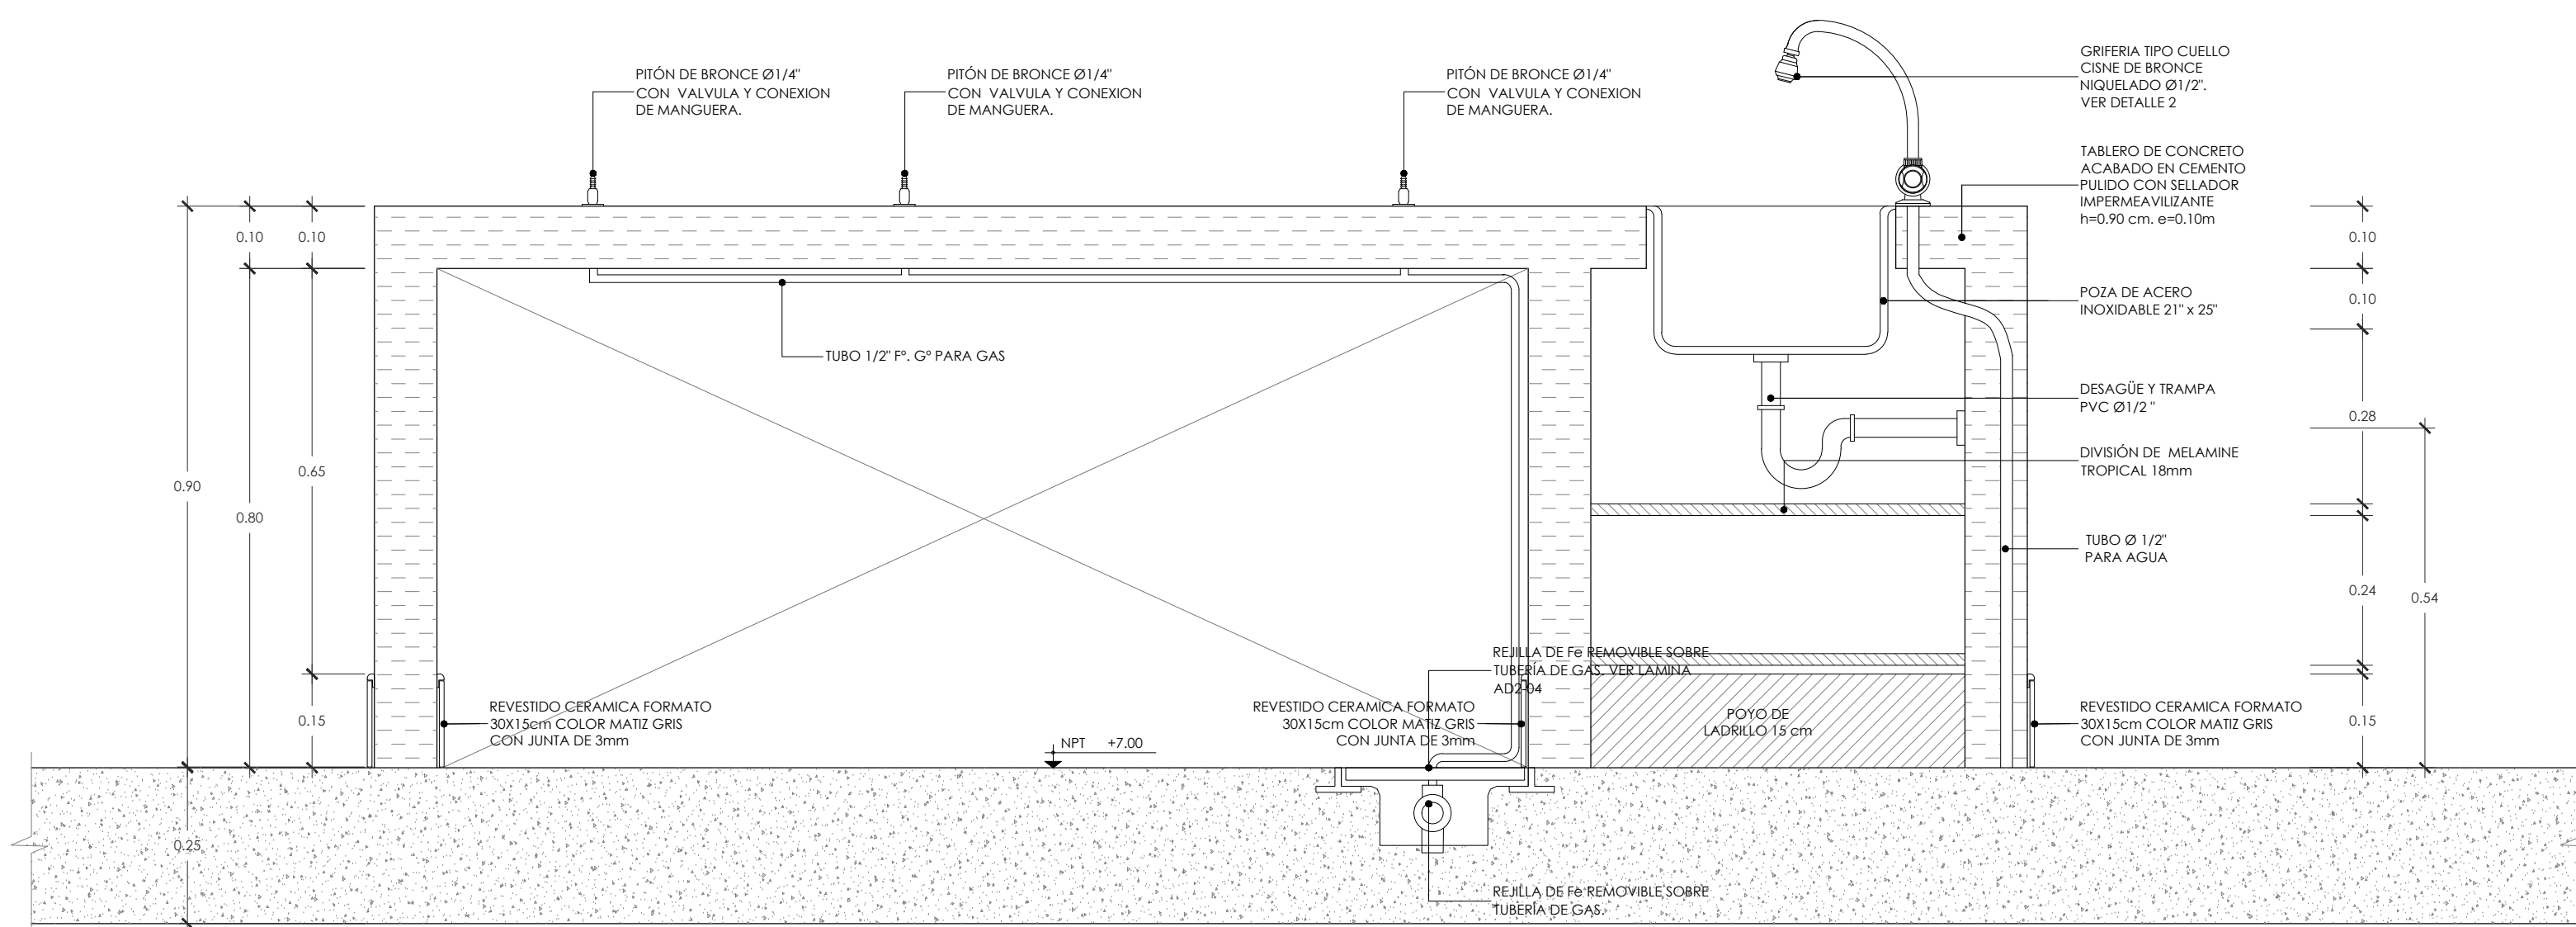 PITÓN DE BRONCE Ø1/4"
CON VALVULA Y CONEXION
DE MANGUERA.
PITÓN DE BRONCE Ø1/4"
CON VALVULA Y CONEXION
DE MANGUERA.
PITÓN DE BRONCE Ø1/4"
CON VALVULA Y CONEXION
DE MANGUERA.
GRIFERIA TIPO CUELLO
CISNE DE BRONCE
NIQUELADO Ø1/2".
VER DETALLE 2
TABLERO DE CONCRETO
ACABADO EN CEMENTO
PULIDO CON SELLADOR
IMPERMEAVILIZANTE
h=0.90 cm. e=0.10m
POZA DE ACERO
INOXIDABLE 21" x 25"
DESAGÜE Y TRAMPA
PVC Ø1/2 "
DIVISIÓN DE MELAMINE
TROPICAL 18mm
TUBO Ø 1/2"
PARA AGUA
REVESTIDO CERAMICA FORMATO
30X15cm COLOR MATIZ GRIS
CON JUNTA DE 3mm
TUBO 1/2" Fº. Gº PARA GAS
REJILLA DE Fe REMOVIBLE SOBRE
TUBERÍA DE GAS. VER LAMINA
AD2-04
REVESTIDO CERAMICA FORMATO
30X15cm COLOR MATIZ GRIS
CON JUNTA DE 3mm
REVESTIDO CERAMICA FORMATO
30X15cm COLOR MATIZ GRIS
CON JUNTA DE 3mm
POYO DE
LADRILLO 15 cm
NPT +7.00
REJILLA DE Fe REMOVIBLE SOBRE
TUBERÍA DE GAS.
0.10
0.10
0.65
0.90
0.80
0.15
0.25
0.10
0.10
0.28
0.24
0.54
0.15